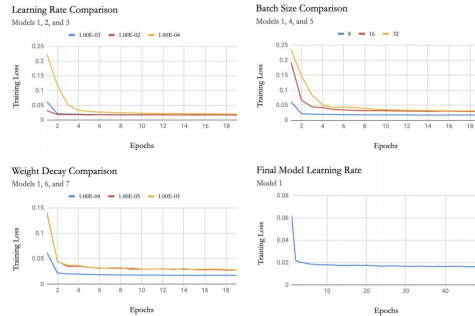 Learning Rate Comparison
Models 1, 2, and 3
1.00E-03 1.00E-02 1.00E-04
Training Loss
0.25
0.2
0.15
0.1
0.05
0
2 4 6 8 10 12 14 16 18
Epochs
Batch Size Comparison
Models 1, 4, and 5
8 16 32
Training Loss
0.25
0.2
0.15
0.1
0.05
0
2 4 6 8 10 12 14 16 18
Epochs
Weight Decay Comparison
Models 1, 6, and 7
1.00E-04 1.00E-05 1.00E-03
Training Loss
0.15
0.1
0.05
0
2 4 6 8 10 12 14 16 18
Epochs
Final Model Learning Rate
Model 1
Training Loss
0.08
0.06
0.04
0.02
0
10 20 30 40
Epochs